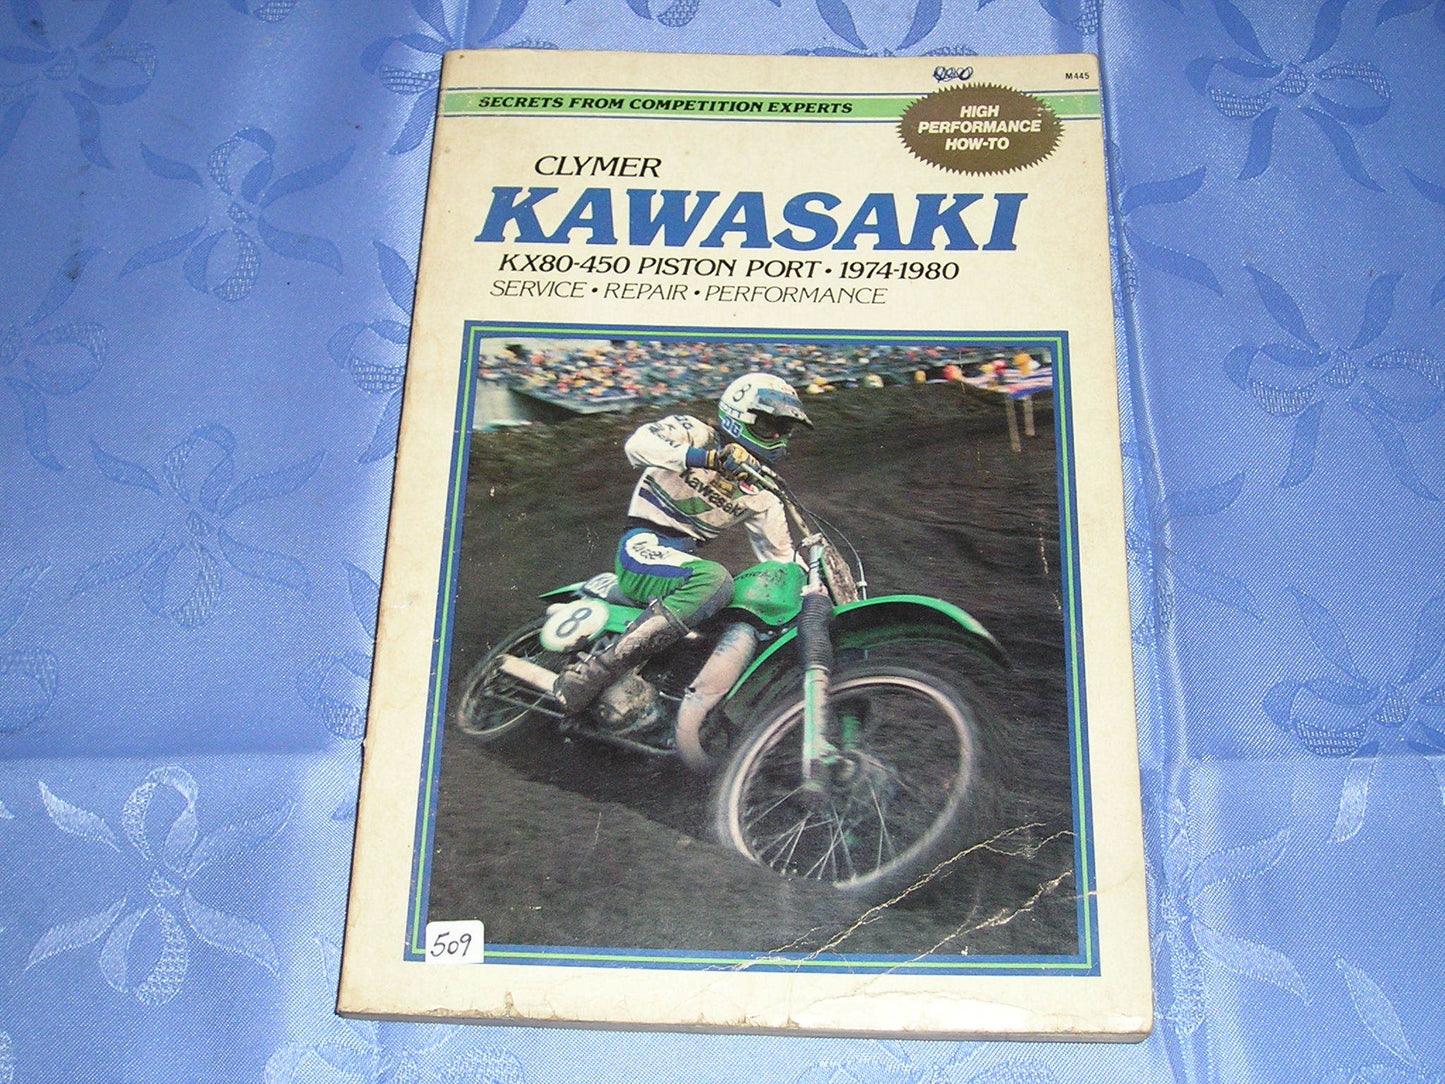 M445
SECRETS FROM COMPETITION EXPERTS
HIGH
PERFORMANCE
HOW-TO
CLYMER
KAWASAKI
KX80-450 PISTON PORT • 1974-1980
SERVICE • REPAIR • PERFORMANCE
8
Kawasaki
8
509